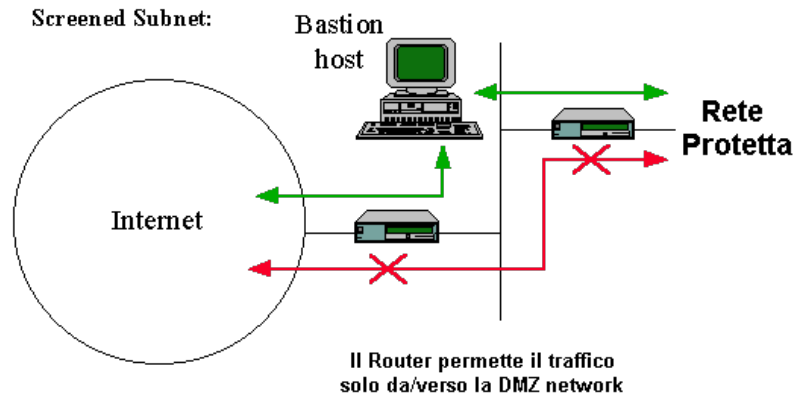 Screened Subnet:
Bastion
host
Rete
Protetta
Internet
Il Router permette il traffico
solo da/verso la DMZ network